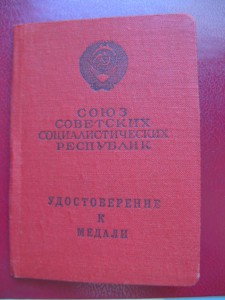 СОЮЗ
СОВЕТСКИХ
СОЦИАЛИСТИЧЕСКИХ
РЕСПУБЛИК
УДОСТОВЕРЕНИЕ
К
МЕДАЛИ